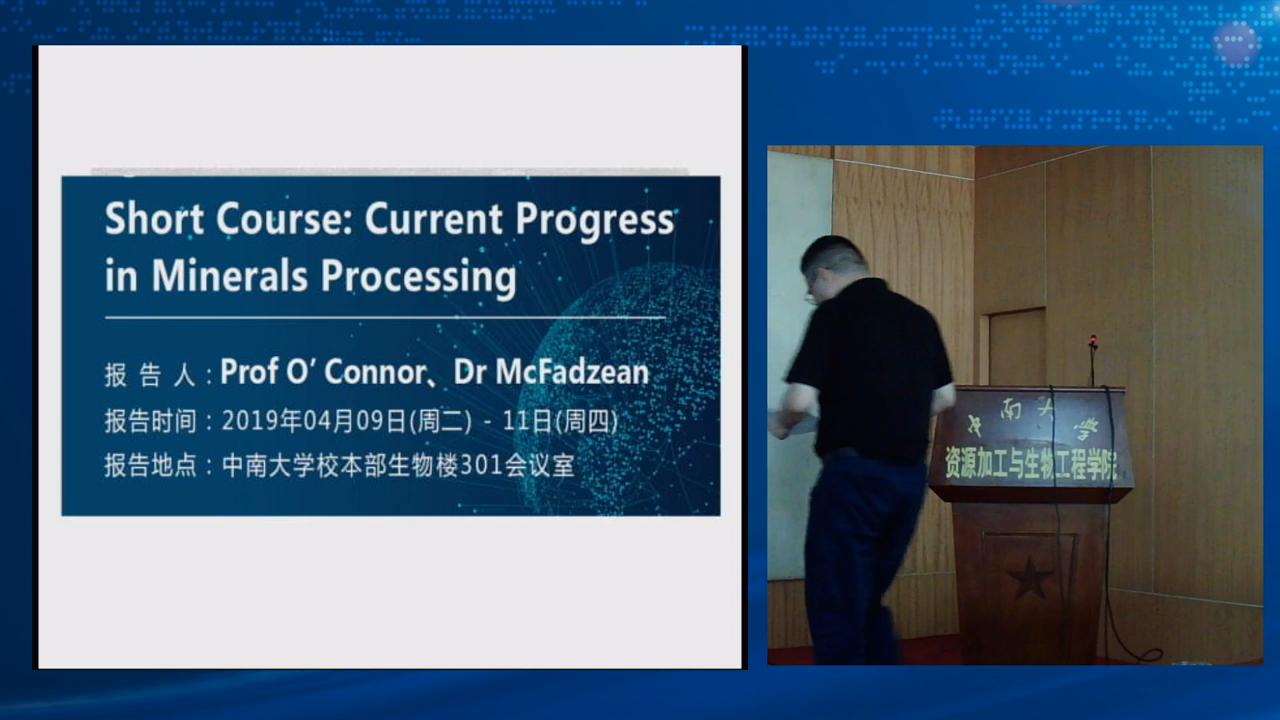 Short Course: Current Progress
in Minerals Processing
报 告 人 : Prof O' Connor、Dr McFadzean
报告时间 : 2019年04月09日(周二) - 11日(周四)
报告地点 : 中南大学校本部生物楼301会议室
中南大学
资源加工与生物工程学院